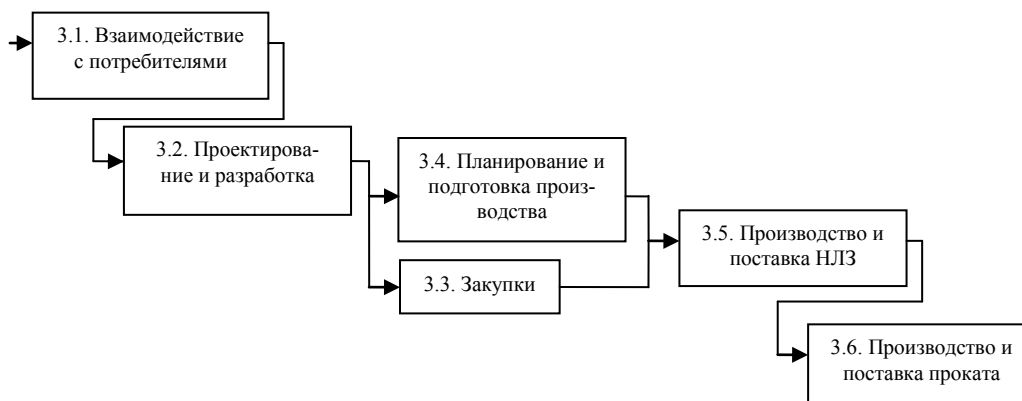 3.1. Взаимодействие
с потребителями
3.2. Проектирова-
ние и разработка
3.4. Планирование и
подготовка произ-
водства
3.3. Закупки
3.5. Производство и
поставка НЛЗ
3.6. Производство и
поставка проката